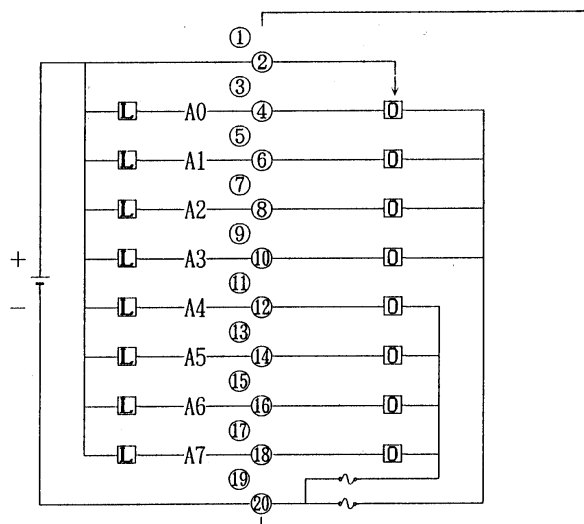 ①
②
③
L A0 ④ O
⑤
L A1 ⑥ O
⑦
L A2 ⑧ O
⑨
+
L A3 ⑩ O
⑪
−
L A4 ⑫ O
⑬
L A5 ⑭ O
⑮
L A6 ⑯ O
⑰
L A7 ⑱ O
⑲
⑳